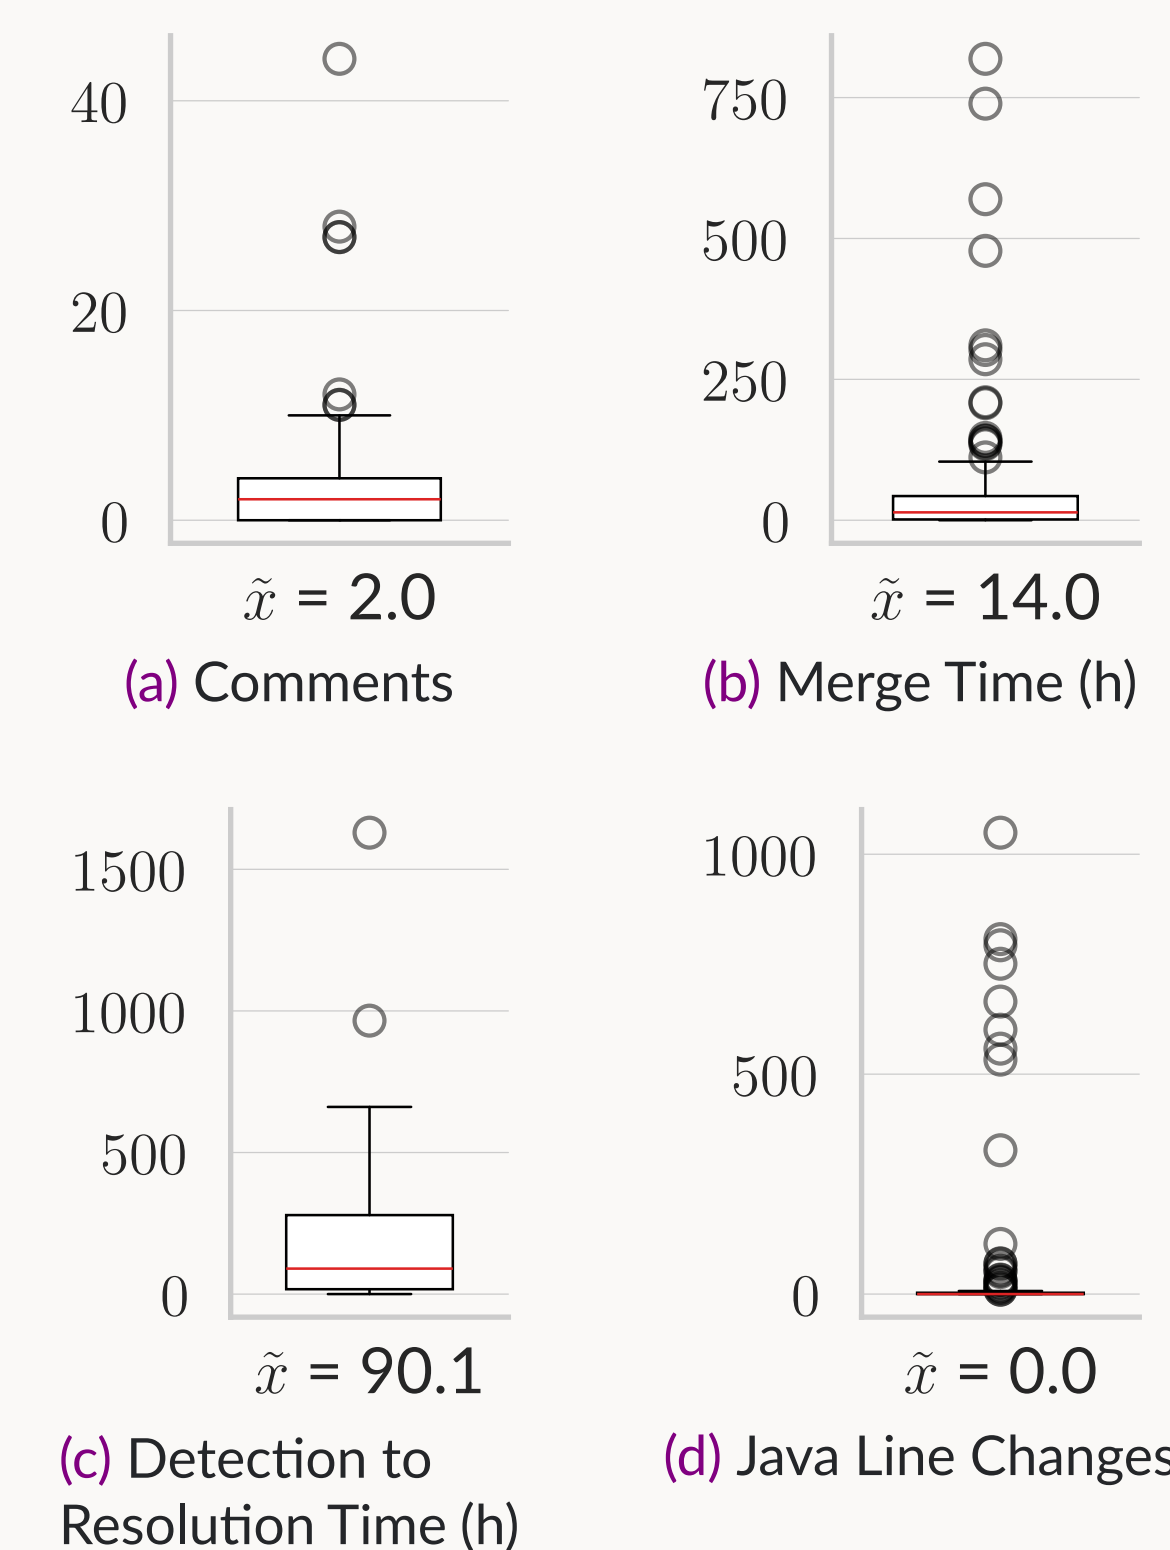 40
20
0
x̃ = 2.0
(a) Comments
750
500
250
0
x̃ = 14.0
(b) Merge Time (h)
1500
1000
500
0
x̃ = 90.1
(c) Detection to
Resolution Time (h)
1000
500
0
x̃ = 0.0
(d) Java Line Changes